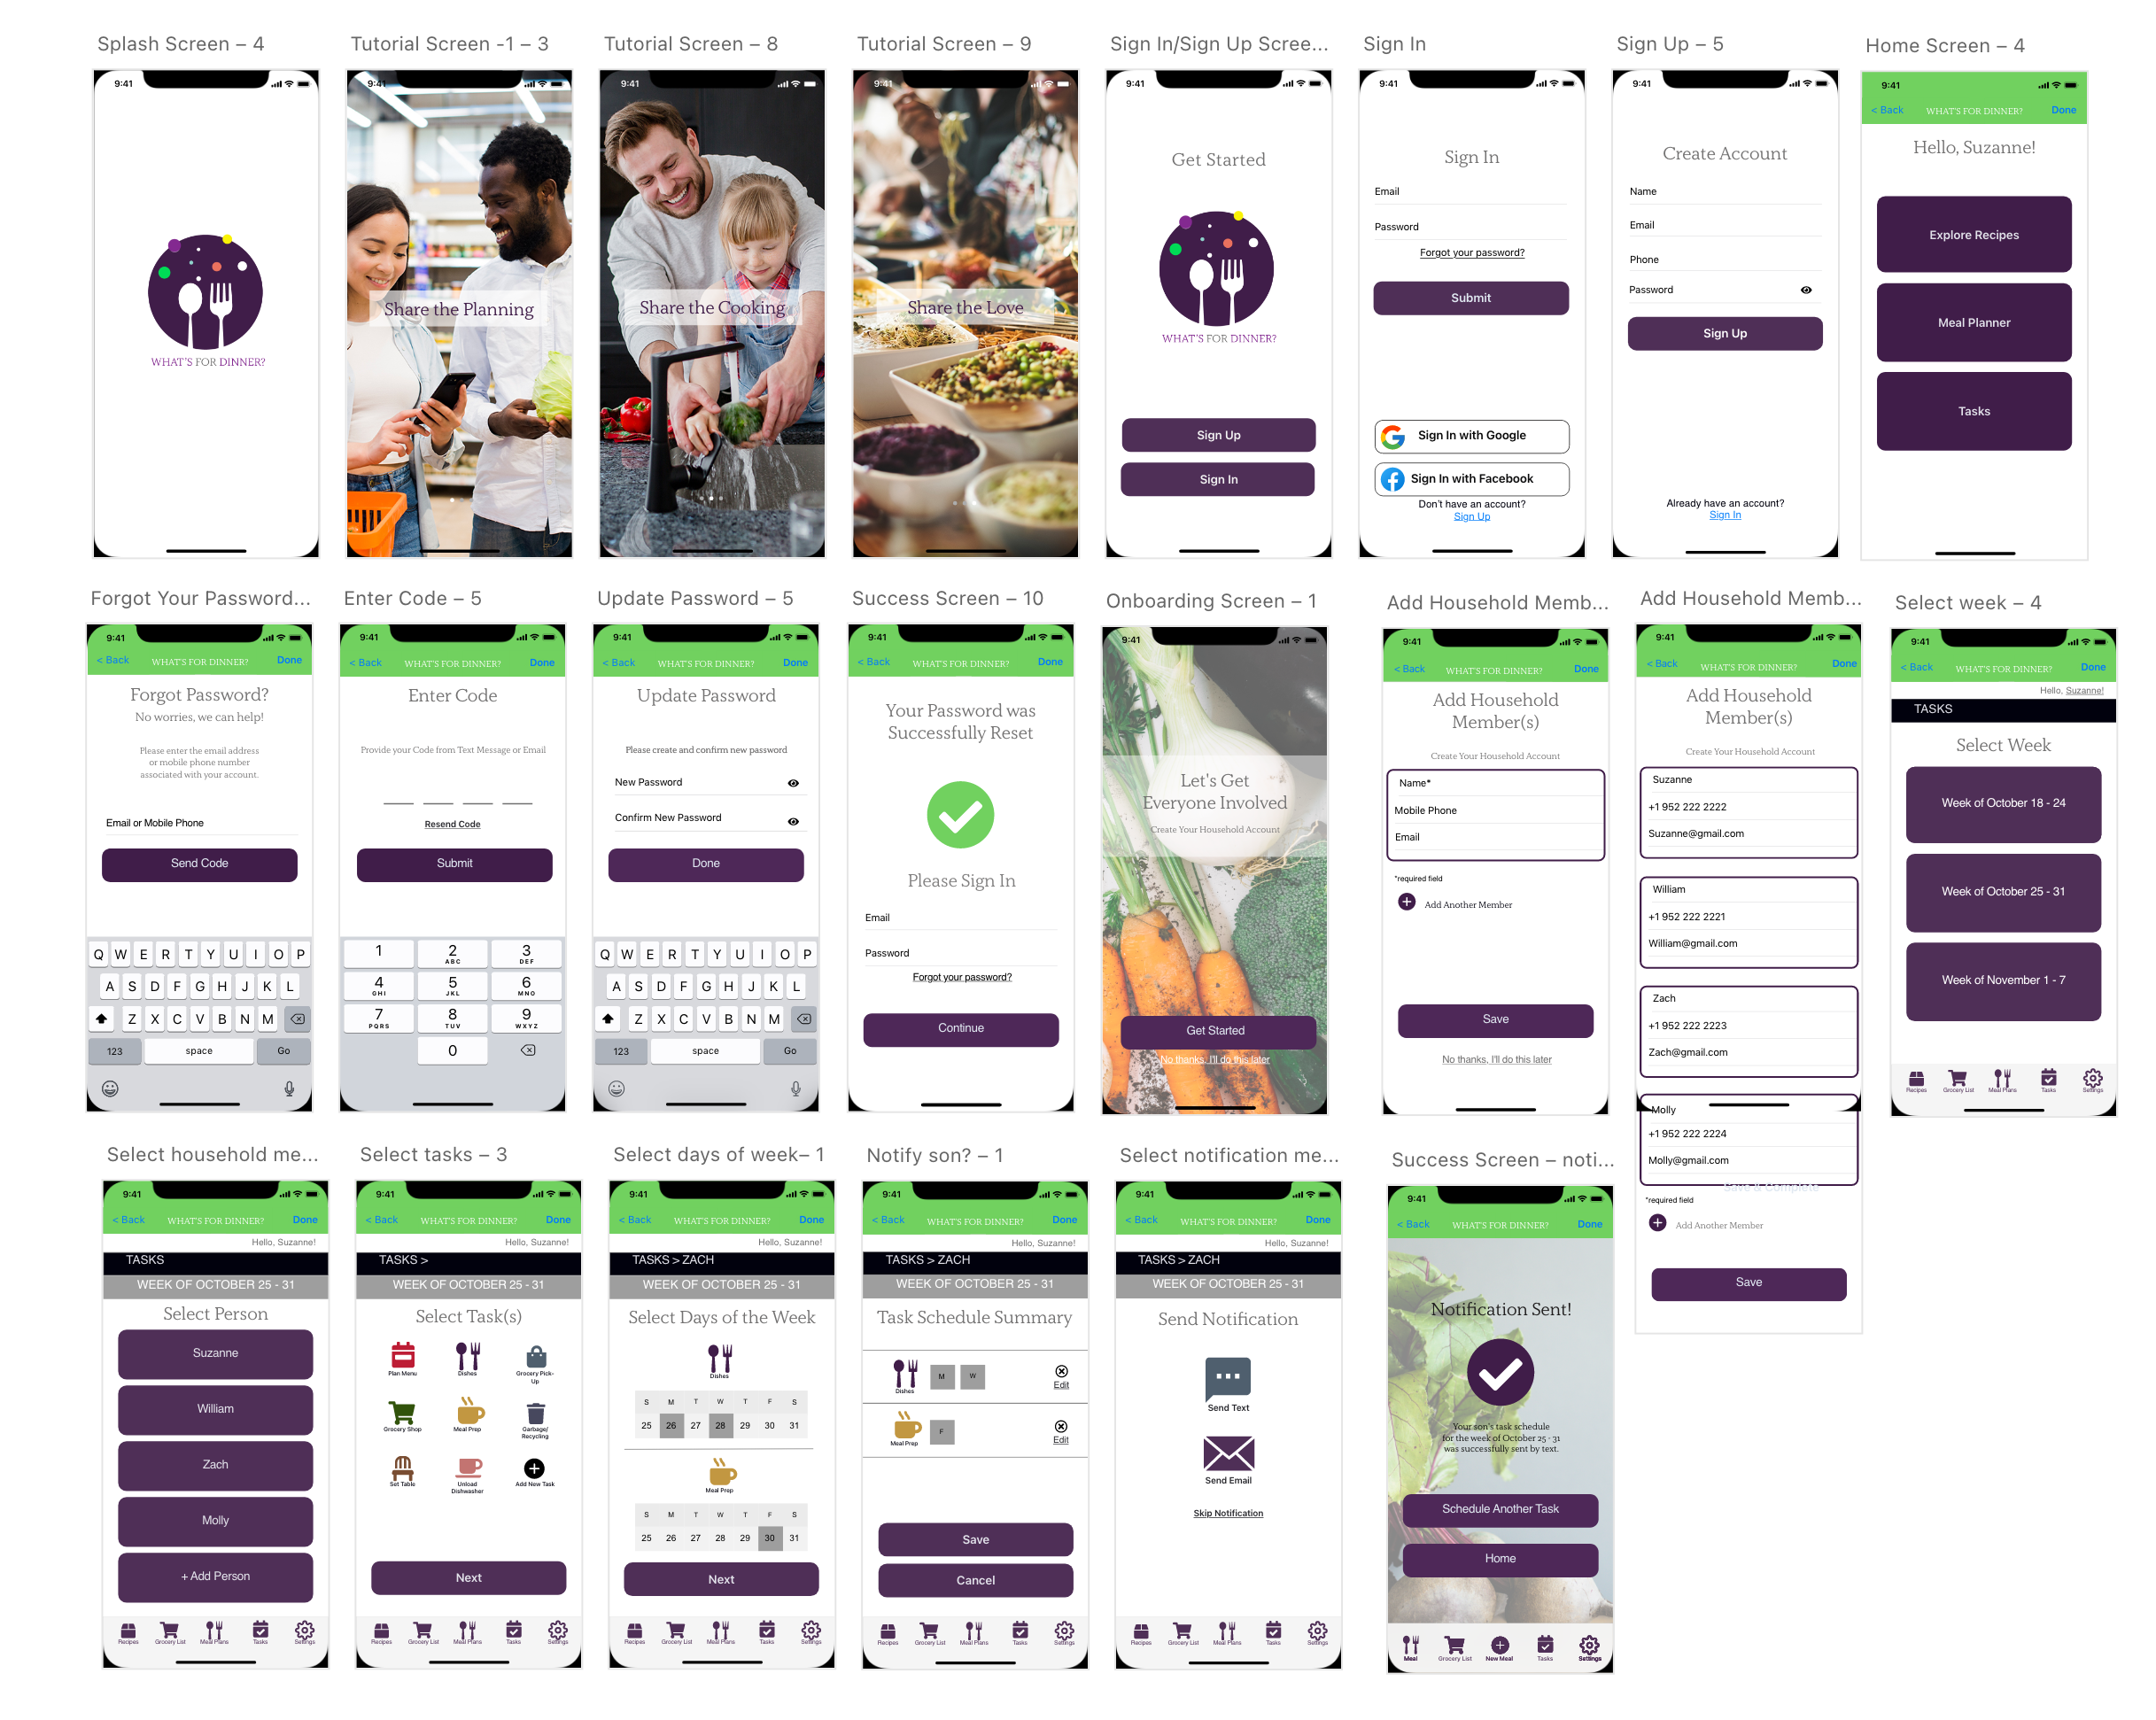 Splash Screen – 4
9:41
WHAT'S FOR DINNER?
Tutorial Screen -1 – 3
9:41
Share the Planning
Tutorial Screen – 8
9:41
Share the Cooking
Tutorial Screen – 9
9:41
Share the Love
Sign In/Sign Up Scree...
9:41
Get Started
WHAT'S FOR DINNER?
Sign Up
Sign In
Sign In
9:41
Sign In
Email
Password
Forgot your password?
Submit
Sign In with Google
Sign In with Facebook
Don't have an account?
Sign Up
Sign Up – 5
9:41
Create Account
Name
Email
Phone
Password
Sign Up
Already have an account?
Sign In
Home Screen – 4
9:41
< Back WHAT'S FOR DINNER? Done
Hello, Suzanne!
Explore Recipes
Meal Planner
Tasks
Forgot Your Password...
9:41
< Back WHAT'S FOR DINNER? Done
Forgot Password?
No worries, we can help!
Please enter the email address
or mobile phone number
associated with your account.
Email or Mobile Phone
Send Code
Q W E R T Y U I O P
A S D F G H J K L
Z X C V B N M
123 space Go
Enter Code – 5
9:41
< Back WHAT'S FOR DINNER? Done
Enter Code
Provide your Code from Text Message or Email
Resend Code
Submit
1 2 3
ABC DEF
4 5 6
GHI JKL MNO
7 8 9
PQRS TUV WXYZ
0
Update Password – 5
9:41
< Back WHAT'S FOR DINNER? Done
Update Password
Please create and confirm new password
New Password
Confirm New Password
Done
Q W E R T Y U I O P
A S D F G H J K L
Z X C V B N M
123 space Go
Success Screen – 10
9:41
< Back WHAT'S FOR DINNER? Done
Your Password was
Successfully Reset
Please Sign In
Email
Password
Forgot your password?
Continue
Onboarding Screen – 1
9:41
Let's Get
Everyone Involved
Create Your Household Account
Get Started
No thanks, I'll do this later
Add Household Memb...
9:41
< Back WHAT'S FOR DINNER? Done
Add Household
Member(s)
Create Your Household Account
Name*
Mobile Phone
Email
*required field
Add Another Member
Save
No thanks, I'll do this later
Add Household Memb...
9:41
< Back WHAT'S FOR DINNER? Done
Add Household
Member(s)
Create Your Household Account
Suzanne
+1 952 222 2222
Suzanne@gmail.com
William
+1 952 222 2221
William@gmail.com
Zach
+1 952 222 2223
Zach@gmail.com
Molly
+1 952 222 2224
Molly@gmail.com
Save & Complete
*required field
Add Another Member
Save
Select week – 4
9:41
< Back WHAT'S FOR DINNER? Done
Hello, Suzanne!
TASKS
Select Week
Week of October 18 - 24
Week of October 25 - 31
Week of November 1 - 7
Recipes Grocery List Meal Plans Tasks Settings
Select household me...
9:41
< Back WHAT'S FOR DINNER? Done
Hello, Suzanne!
TASKS
WEEK OF OCTOBER 25 - 31
Select Person
Suzanne
William
Zach
Molly
+ Add Person
Recipes Grocery List Meal Plans Tasks Settings
Select tasks – 3
9:41
< Back WHAT'S FOR DINNER? Done
Hello, Suzanne!
TASKS >
WEEK OF OCTOBER 25 - 31
Select Task(s)
Plan Menu Dishes Grocery Pick-
Up
Grocery Shop Meal Prep Garbage/
Recycling
Set Table Unload
Dishwasher Add New Task
Next
Recipes Grocery List Meal Plans Tasks Settings
Select days of week– 1
9:41
< Back WHAT'S FOR DINNER? Done
Hello, Suzanne!
TASKS > ZACH
WEEK OF OCTOBER 25 - 31
Select Days of the Week
Dishes
S M T W T F S
25 26 27 28 29 30 31
Meal Prep
S M T W T F S
25 26 27 28 29 30 31
Next
Recipes Grocery List Meal Plans Tasks Settings
Notify son? – 1
9:41
< Back WHAT'S FOR DINNER? Done
Hello, Suzanne!
TASKS > ZACH
WEEK OF OCTOBER 25 - 31
Task Schedule Summary
Dishes M W Edit
Meal Prep F Edit
Save
Cancel
Recipes Grocery List Meal Plans Tasks Settings
Select notification me...
9:41
< Back WHAT'S FOR DINNER? Done
Hello, Suzanne!
TASKS > ZACH
WEEK OF OCTOBER 25 - 31
Send Notification
Send Text
Send Email
Skip Notification
Recipes Grocery List Meal Plans Tasks Settings
Success Screen – noti...
9:41
< Back WHAT'S FOR DINNER? Done
Notification Sent!
Your son's task schedule
for the week of October 25 - 31
was successfully sent by text.
Schedule Another Task
Home
Meal Grocery List New Meal Tasks Settings